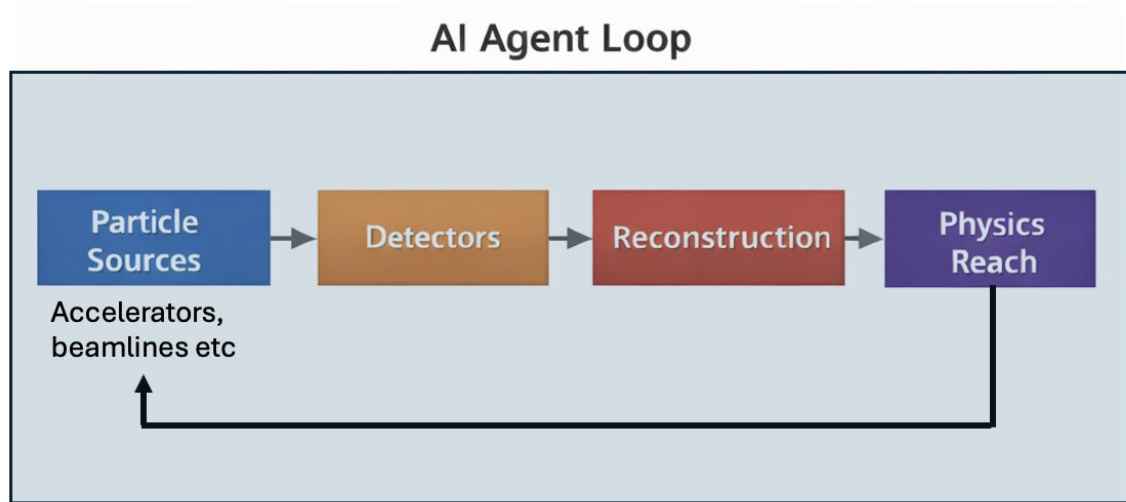 AI Agent Loop
Particle
Sources
Detectors
Reconstruction
Physics
Reach
Accelerators,
beamlines etc